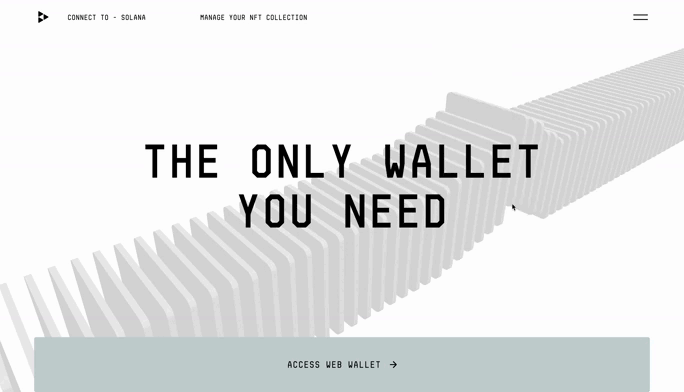 CONNECT TO - SOLANA
MANAGE YOUR NFT COLLECTION
THE ONLY WALLET
YOU NEED
ACCESS WEB WALLET →